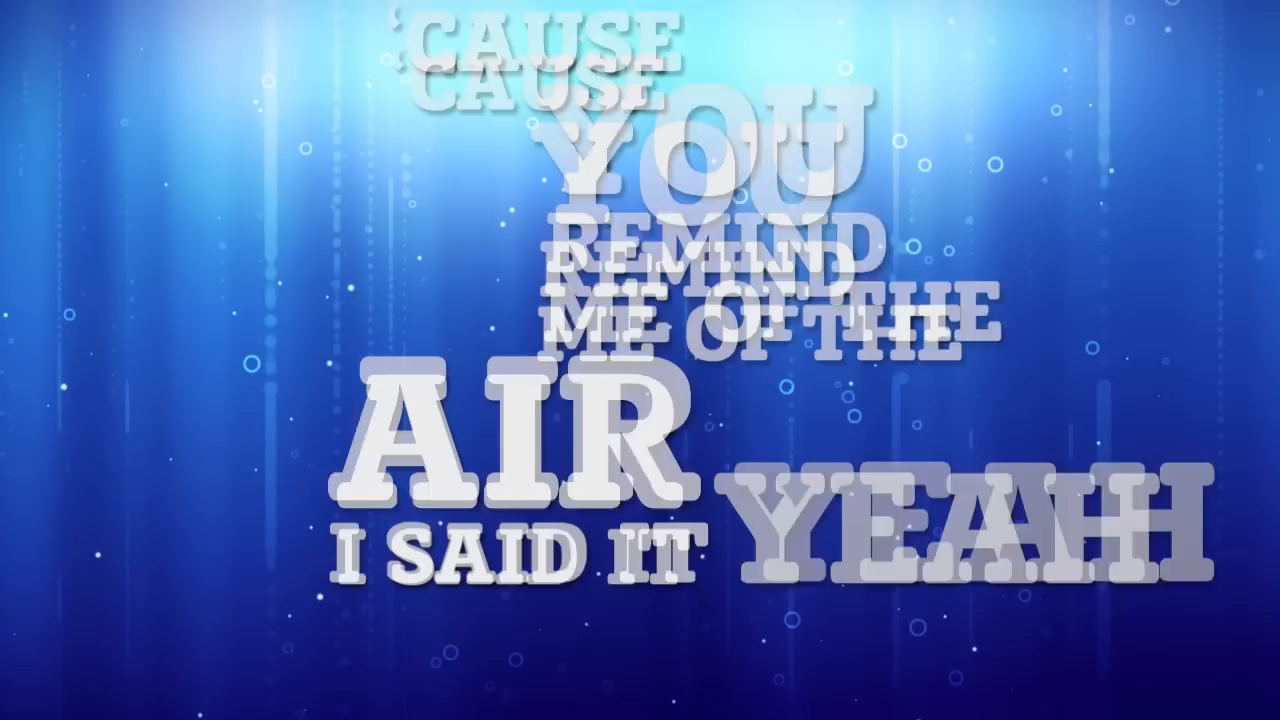 ‘CAUSE
YOU
REMIND
ME OF THE
AIR
I SAID IT YEAH